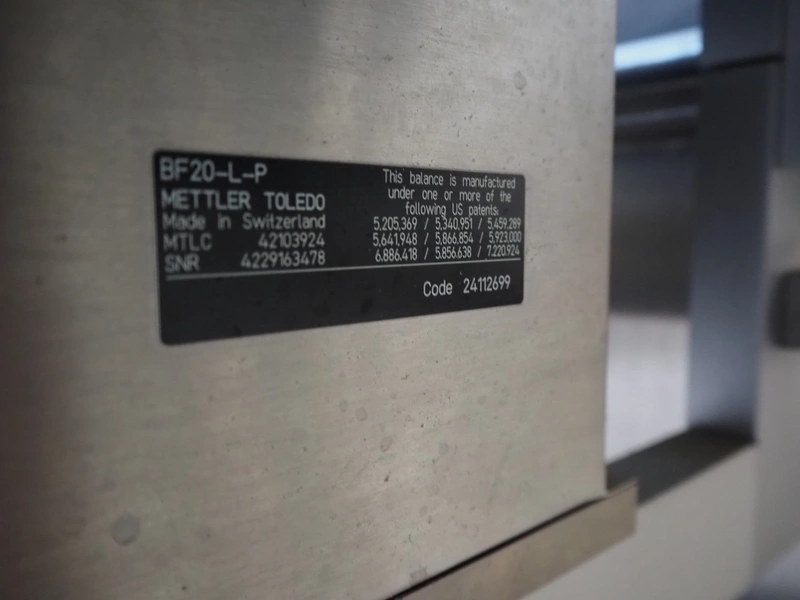 BF20-L-P
METTLER TOLEDO
Made in Switzerland
MTLC 42103924
SNR 4229163478
This balance is manufactured
under one or more of the
following US patents:
5,205,369 / 5,340,951 / 5,459,289
5,641,948 / 5,866,854 / 5,923,000
6,886,418 / 5,856,638 / 7,220,924
Code 24112699